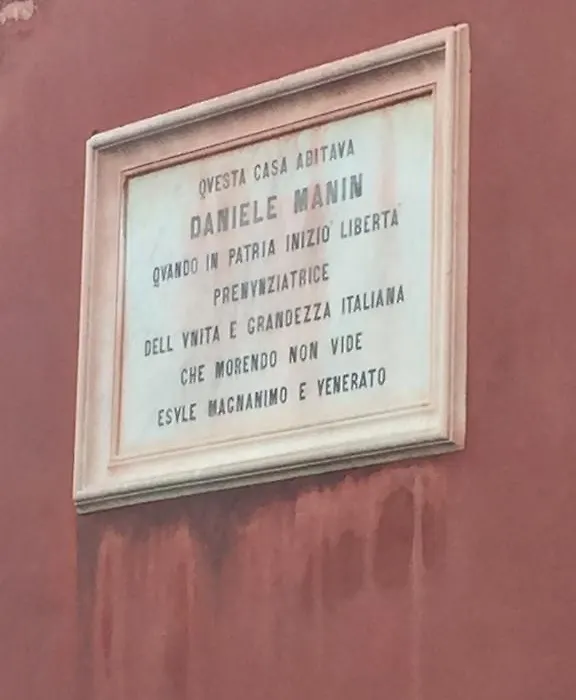 QVESTA CASA ABITAVA
DANIELE MANIN
QVANDO IN PATRIA INIZIO' LIBERTA'
PRENVNZIATRICE
DELL VNITA E GRANDEZZA ITALIANA
CHE MORENDO NON VIDE
ESVLE MAGNANIMO E VENERATO